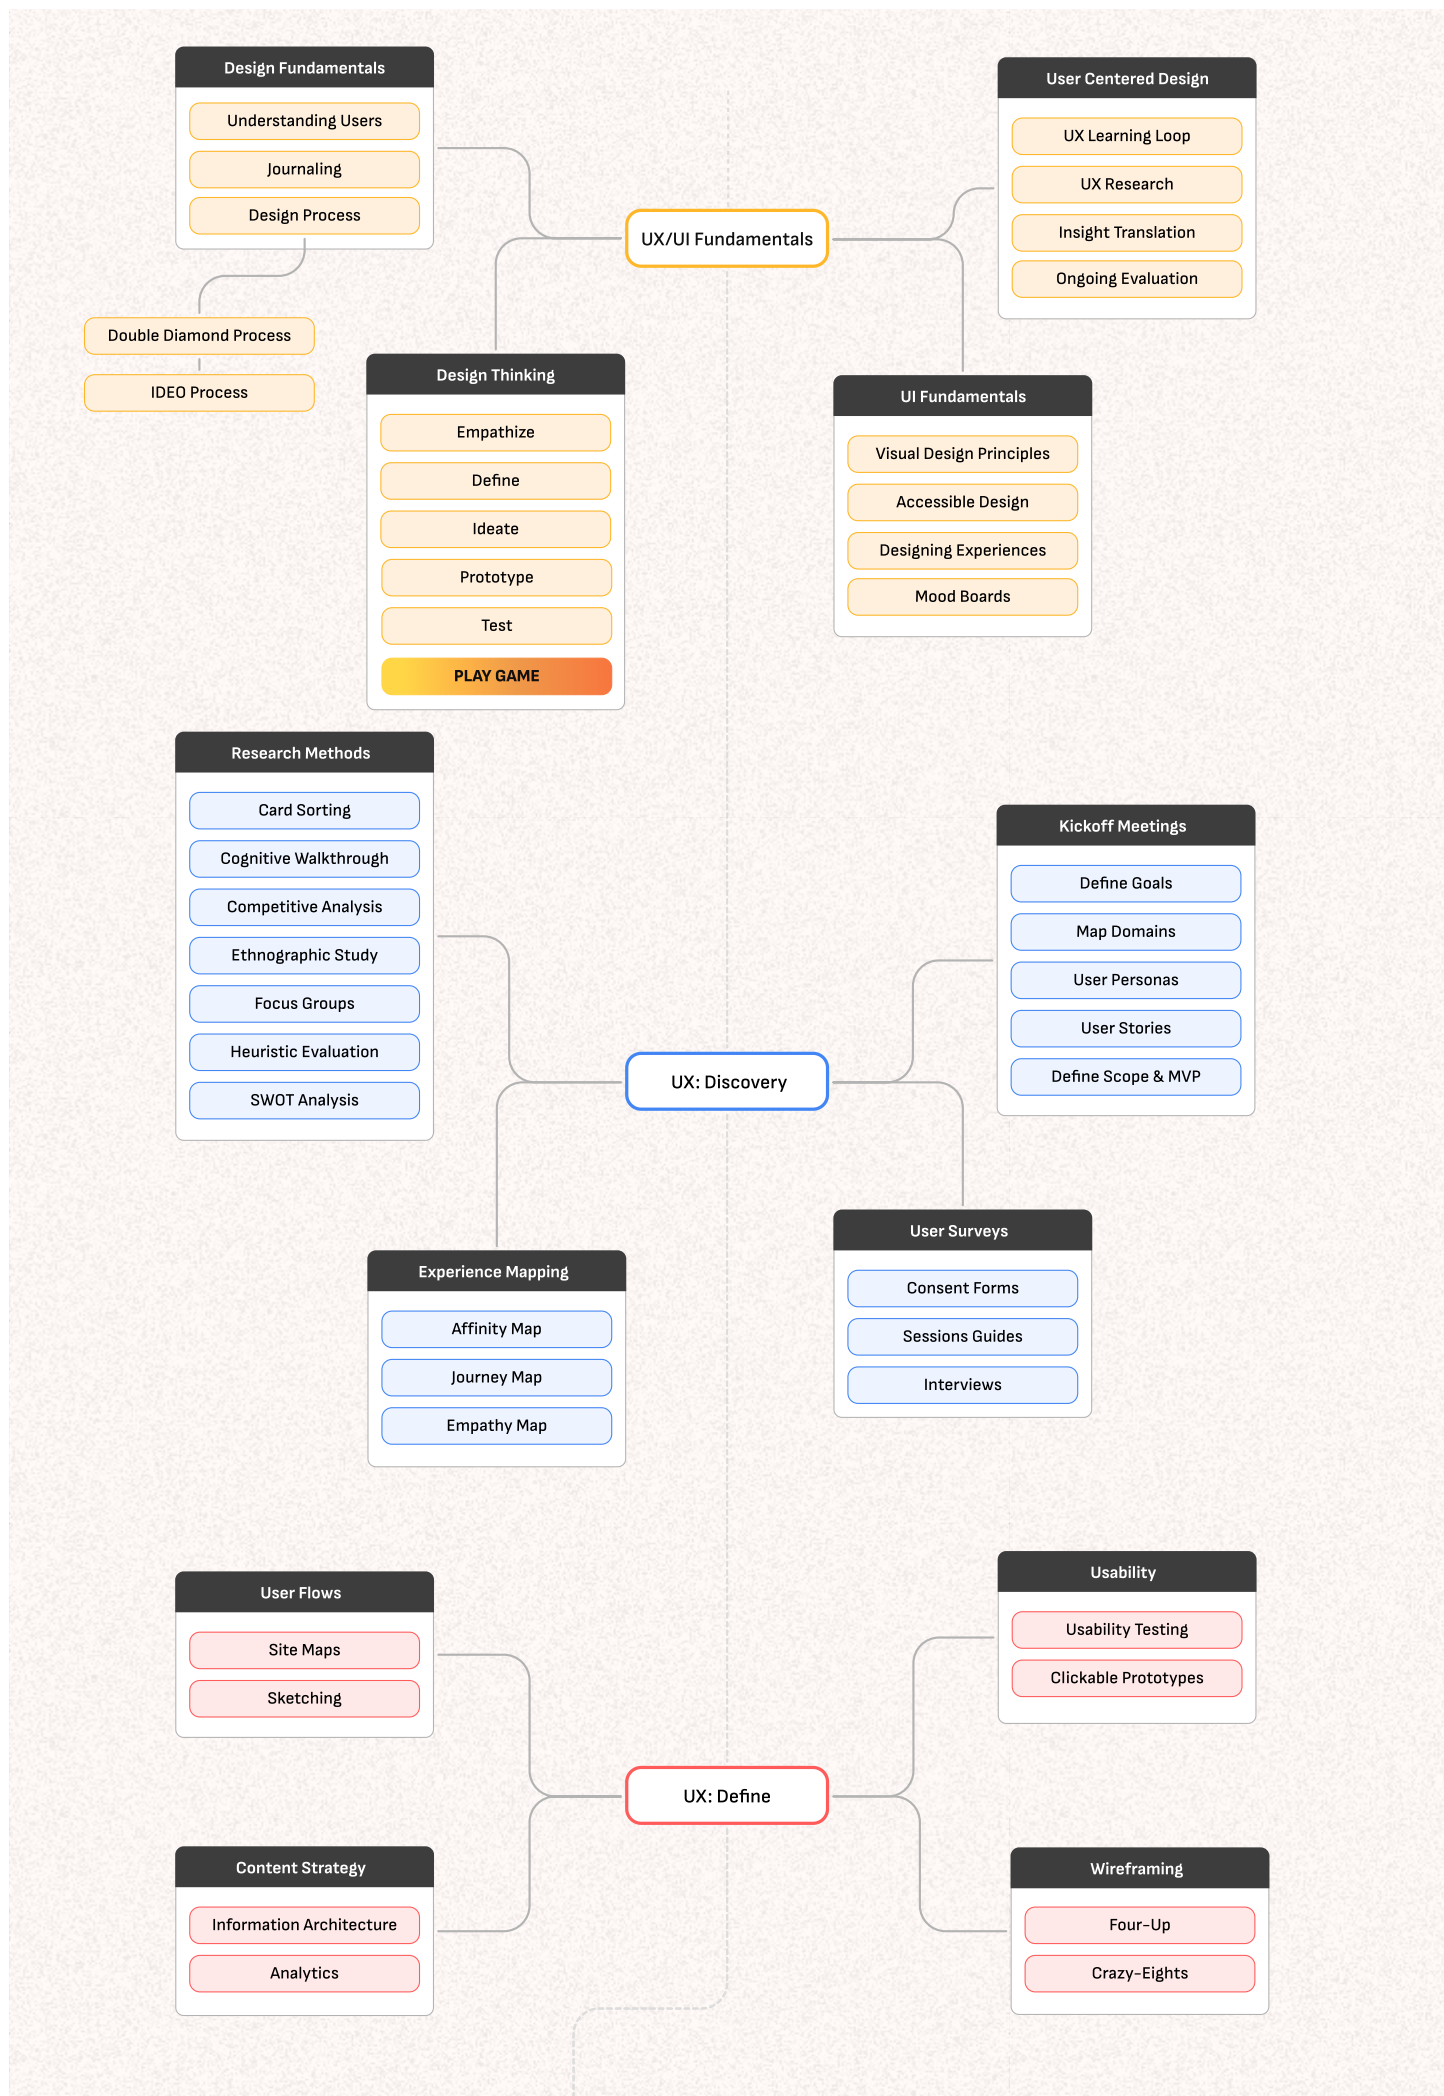 Design Fundamentals
Understanding Users
Journaling
Design Process
Double Diamond Process
IDEO Process
UX/UI Fundamentals
User Centered Design
UX Learning Loop
UX Research
Insight Translation
Ongoing Evaluation
Design Thinking
Empathize
Define
Ideate
Prototype
Test
PLAY GAME
UI Fundamentals
Visual Design Principles
Accessible Design
Designing Experiences
Mood Boards
Research Methods
Card Sorting
Cognitive Walkthrough
Competitive Analysis
Ethnographic Study
Focus Groups
Heuristic Evaluation
SWOT Analysis
UX: Discovery
Kickoff Meetings
Define Goals
Map Domains
User Personas
User Stories
Define Scope & MVP
Experience Mapping
Affinity Map
Journey Map
Empathy Map
User Surveys
Consent Forms
Sessions Guides
Interviews
User Flows
Site Maps
Sketching
UX: Define
Usability
Usability Testing
Clickable Prototypes
Content Strategy
Information Architecture
Analytics
Wireframing
Four-Up
Crazy-Eights